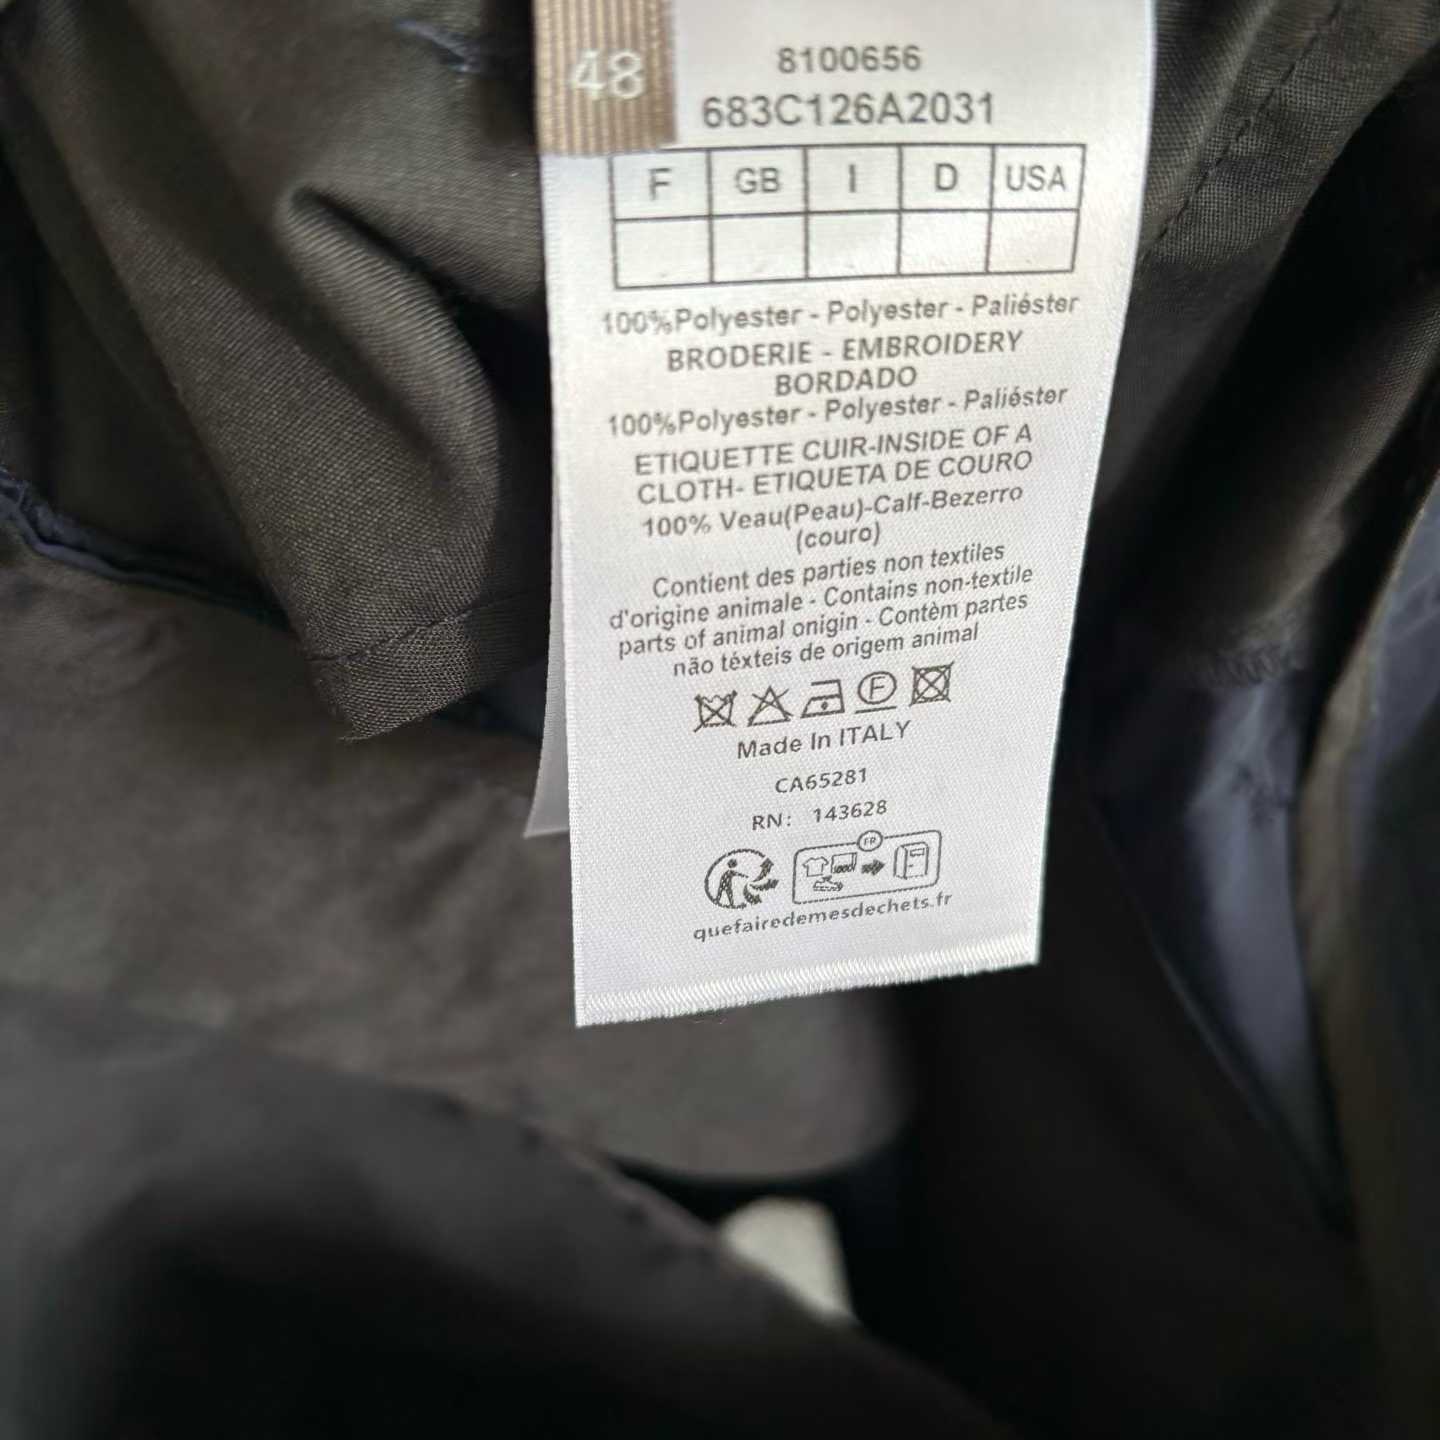 48
8100656
683C126A2031
F GB I D USA
100%Polyester - Polyester - Paliéster
BRODERIE - EMBROIDERY
BORDADO
100%Polyester - Polyester - Paliéster
ETIQUETTE CUIR-INSIDE OF A
CLOTH- ETIQUETA DE COURO
100% Veau(Peau)-Calf-Bezerro
(couro)
Contient des parties non textiles
d'origine animale - Contains non-textile
parts of animal onigin - Contèm partes
não téxteis de origem animal
F
Made In ITALY
CA65281
RN: 143628
FR
quefairedemesdechets.fr